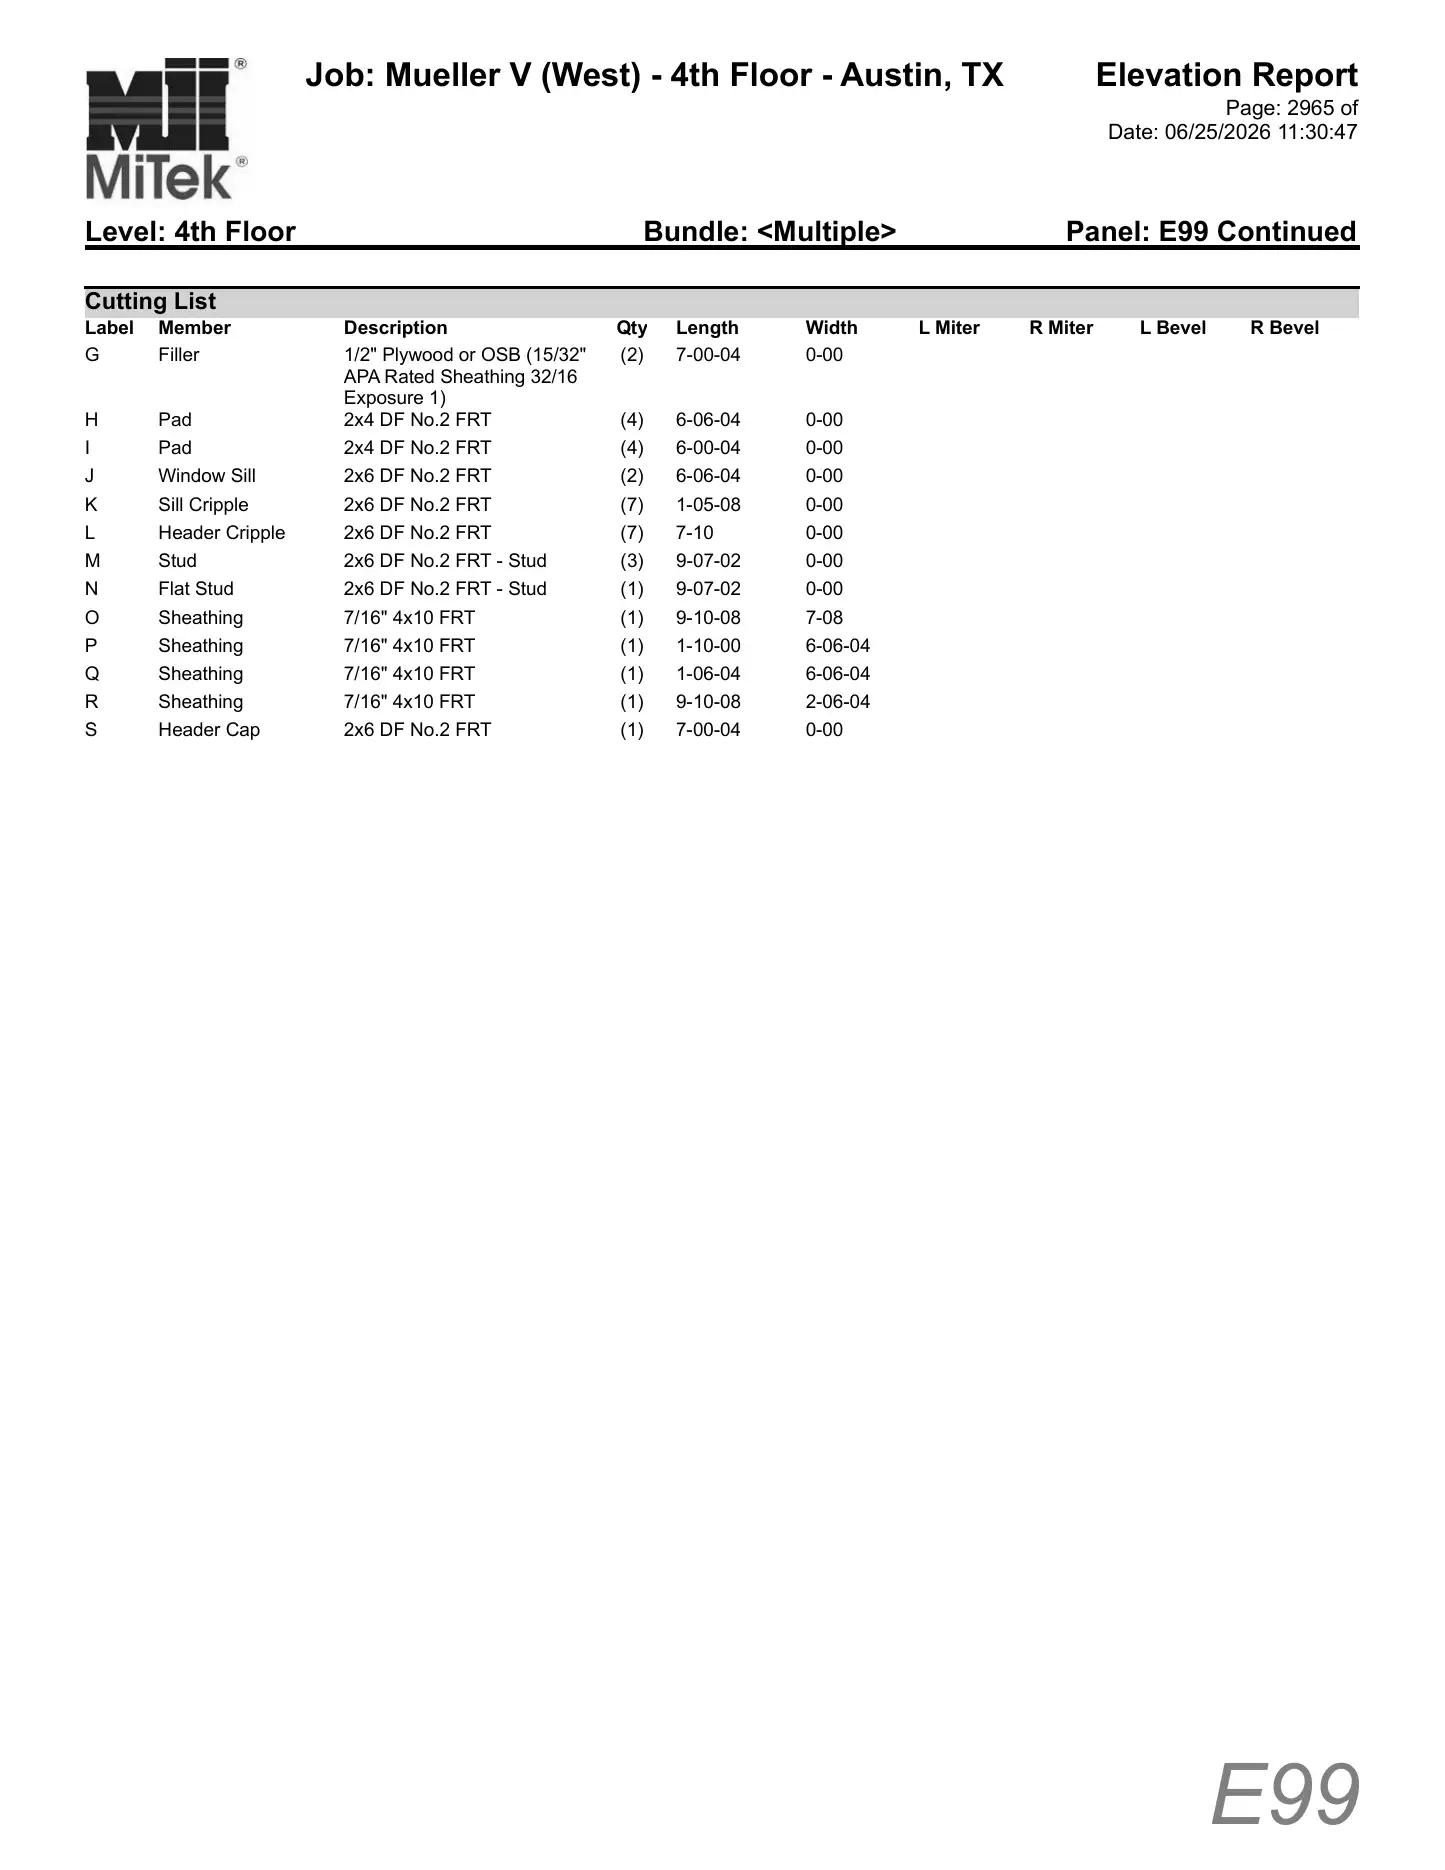 MiTek®
Job: Mueller V (West) - 4th Floor - Austin, TX
Elevation Report
Page: 2965 of
Date: 06/25/2026 11:30:47
Level: 4th Floor Bundle: <Multiple> Panel: E99 Continued
Cutting List
Label Member Description Qty Length Width L Miter R Miter L Bevel R Bevel
G Filler 1/2" Plywood or OSB (15/32" (2) 7-00-04 0-00
APA Rated Sheathing 32/16
Exposure 1)
H Pad 2x4 DF No.2 FRT (4) 6-06-04 0-00
I Pad 2x4 DF No.2 FRT (4) 6-00-04 0-00
J Window Sill 2x6 DF No.2 FRT (2) 6-06-04 0-00
K Sill Cripple 2x6 DF No.2 FRT (7) 1-05-08 0-00
L Header Cripple 2x6 DF No.2 FRT (7) 7-10 0-00
M Stud 2x6 DF No.2 FRT - Stud (3) 9-07-02 0-00
N Flat Stud 2x6 DF No.2 FRT - Stud (1) 9-07-02 0-00
O Sheathing 7/16" 4x10 FRT (1) 9-10-08 7-08
P Sheathing 7/16" 4x10 FRT (1) 1-10-00 6-06-04
Q Sheathing 7/16" 4x10 FRT (1) 1-06-04 6-06-04
R Sheathing 7/16" 4x10 FRT (1) 9-10-08 2-06-04
S Header Cap 2x6 DF No.2 FRT (1) 7-00-04 0-00
E99